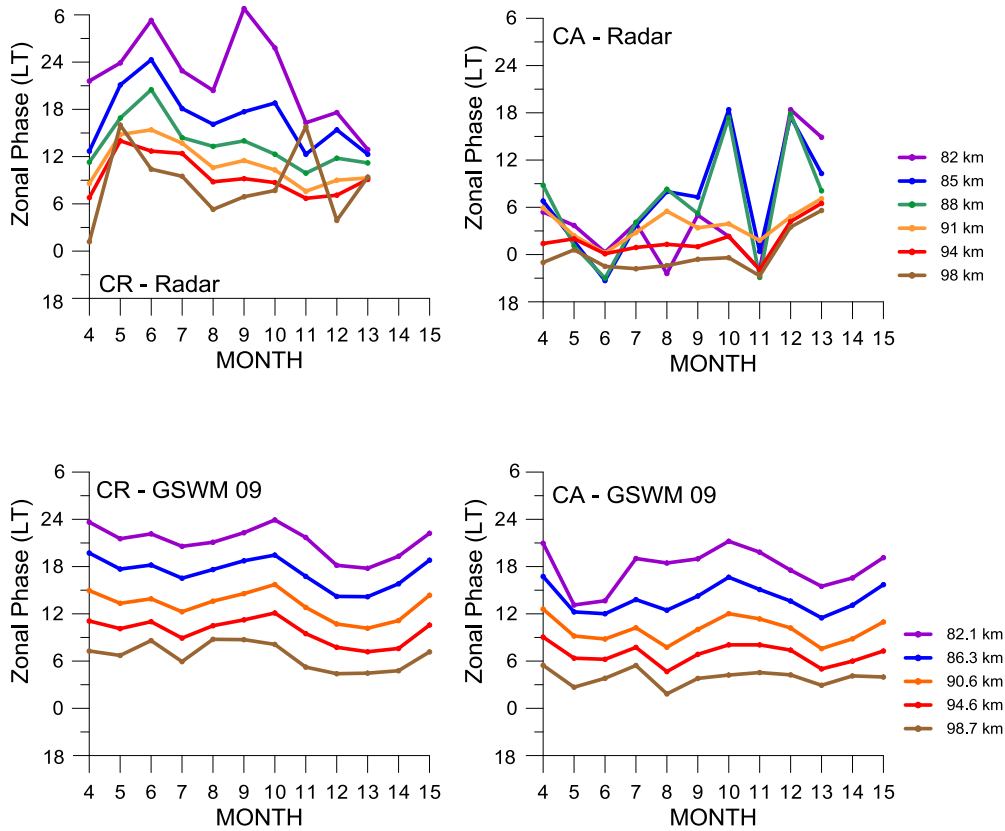 Zonal Phase (LT)
6
24
18
12
6
0
18
CR - Radar
4 5 6 7 8 9 10 11 12 13 14 15
MONTH
Zonal Phase (LT)
6
24
18
12
6
0
18
CA - Radar
4 5 6 7 8 9 10 11 12 13 14 15
MONTH
82 km
85 km
88 km
91 km
94 km
98 km
Zonal Phase (LT)
6
24
18
12
6
0
18
CR - GSWM 09
4 5 6 7 8 9 10 11 12 13 14 15
MONTH
Zonal Phase (LT)
6
24
18
12
6
0
18
CA - GSWM 09
4 5 6 7 8 9 10 11 12 13 14 15
MONTH
82.1 km
86.3 km
90.6 km
94.6 km
98.7 km